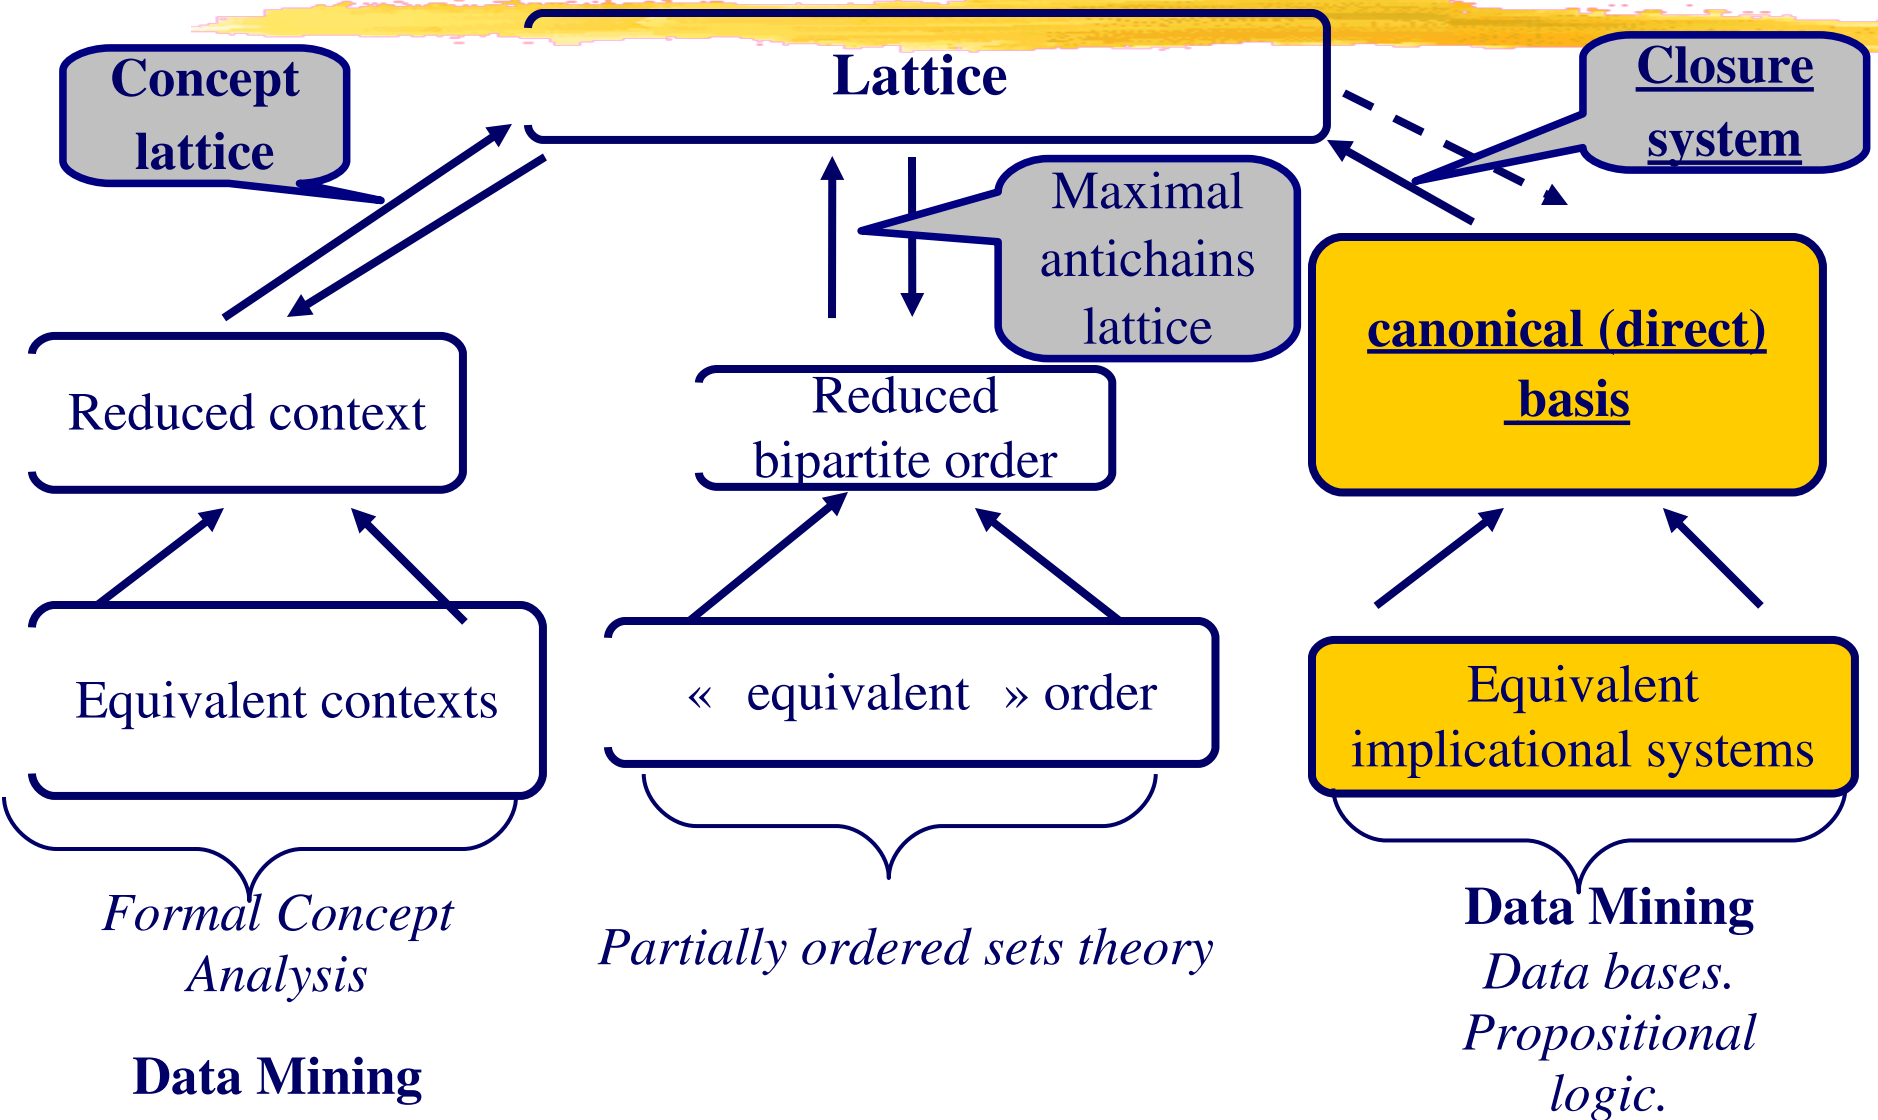 Lattice
Concept
lattice
Closure
system
Maximal
antichains
lattice
canonical (direct)
basis
Reduced context
Reduced
bipartite order
Equivalent contexts
« equivalent » order
Equivalent
implicational systems
Formal Concept
Analysis
Data Mining
Partially ordered sets theory
Data Mining
Data bases.
Propositional
logic.